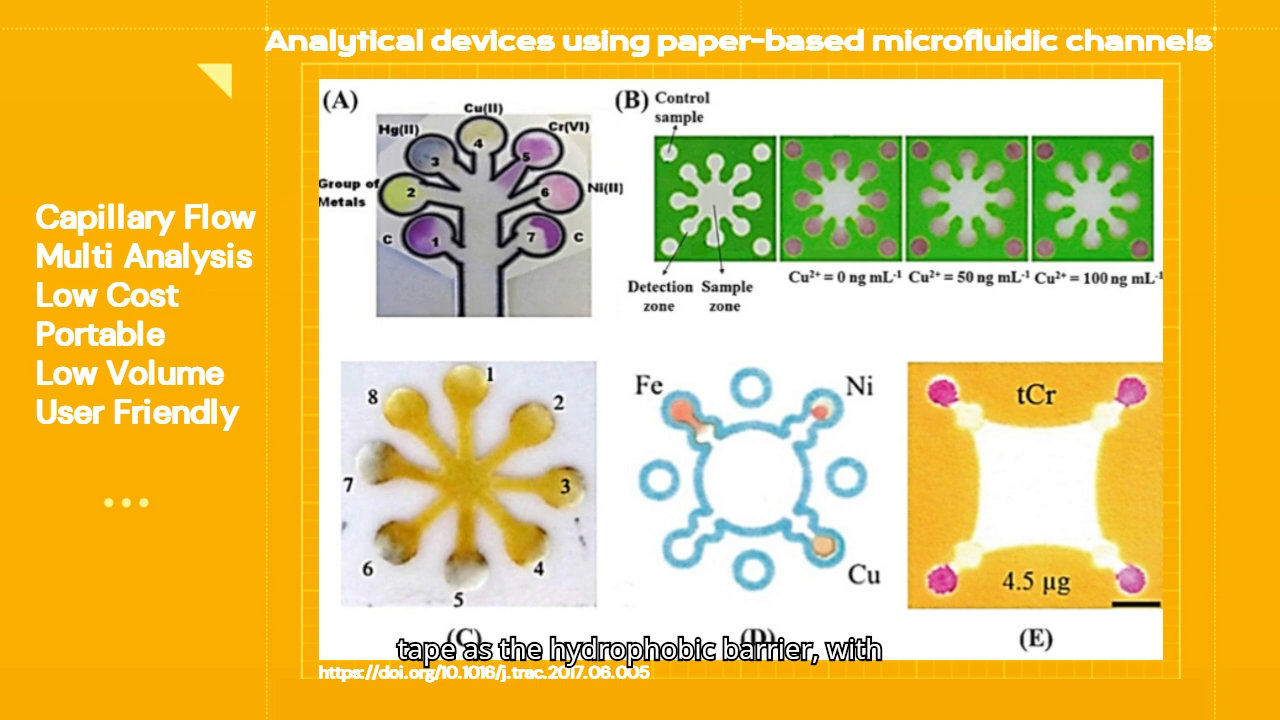 Analytical devices using paper-based microfluidic channels
Capillary Flow
Multi Analysis
Low Cost
Portable
Low Volume
User Friendly
(A)
Cu(II)
Hg(II)
Cr(VI)
Group of
Metals
Ni(II)
C
C
1
2
3
4
5
6
7
(B)
Control
sample
Detection
zone
Sample
zone
Cu²⁺ = 0 ng mL⁻¹
Cu²⁺ = 50 ng mL⁻¹
Cu²⁺ = 100 ng mL⁻¹
1
2
3
4
5
6
7
8
(C)
Fe
Ni
Cu
(D)
tCr
4.5 µg
(E)
tape as the hydrophobic barrier, with
https://doi.org/10.1016/j.trac.2017.06.005